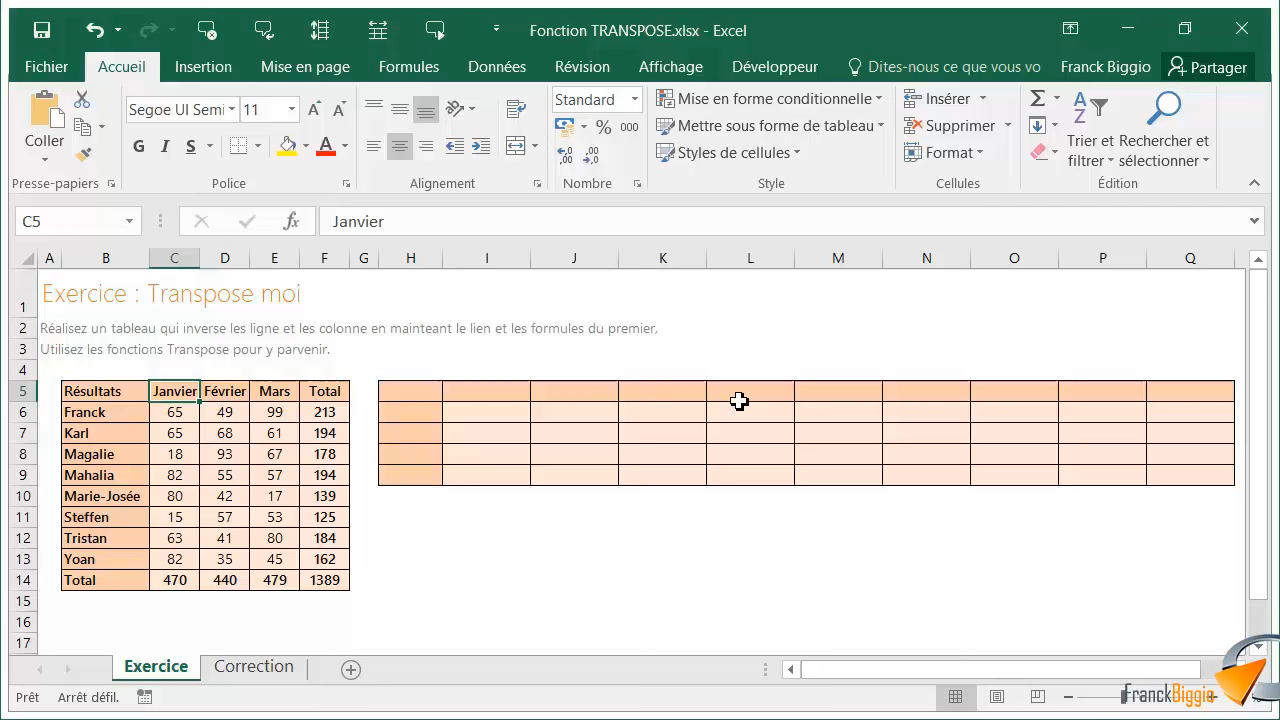 Fonction TRANSPOSE.xlsx - Excel
Fichier Accueil Insertion Mise en page Formules Données Révision Affichage Développeur Dites-nous ce que vous vo Franck Biggio Partager
Coller
Presse-papiers
Segoe UI Semi 11
G I S A
Police
Alignement
Standard
% 000
Nombre
Mise en forme conditionnelle
Mettre sous forme de tableau
Styles de cellules
Style
Insérer
Supprimer
Format
Cellules
Trier et filtrer
Rechercher et sélectionner
Édition
C5 fx Janvier
A B C D E F G H I J K L M N O P Q
1 Exercice : Transpose moi
2 Réalisez un tableau qui inverse les ligne et les colonne en mainteant le lien et les formules du premier,
3 Utilisez les fonctions Transpose pour y parvenir.
4
5 Résultats Janvier Février Mars Total
6 Franck 65 49 99 213
7 Karl 65 68 61 194
8 Magalie 18 93 67 178
9 Mahalia 82 55 57 194
10 Marie-Josée 80 42 17 139
11 Steffen 15 57 53 125
12 Tristan 63 41 80 184
13 Yoan 82 35 45 162
14 Total 470 440 479 1389
15
16
17
Exercice Correction
Prêt Arrêt défil.
FranckBiggio